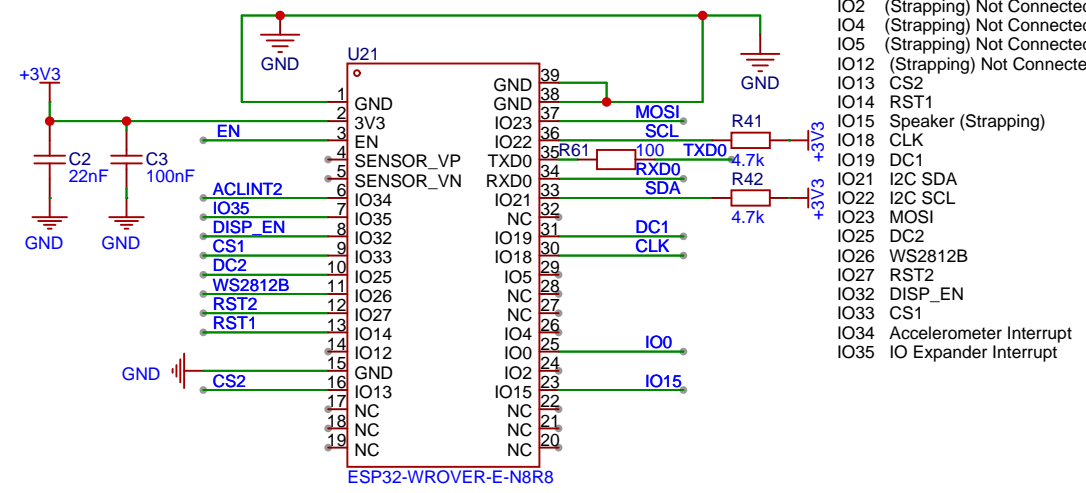 GND
GND
+3V3
C2
22nF
C3
100nF
GND
GND
U21
1 GND
2 3V3
EN 3 EN
4 SENSOR_VP
5 SENSOR_VN
ACLINT2 6 IO34
IO35 7 IO35
DISP_EN 8 IO32
CS1 9 IO33
DC2 10 IO25
WS2812B 11 IO26
RST2 12 IO27
RST1 13 IO14
14 IO12
GND 15 GND
CS2 16 IO13
17 NC
18 NC
19 NC
GND 39
GND 38
IO23 37 MOSI
IO22 36 SCL R41 4.7k +3V3
TXD0 35 R61 100 TXD0
RXD0 34 RXD0
IO21 33 SDA R42 4.7k +3V3
NC 32
IO19 31 DC1
IO18 30 CLK
IO5 29
NC 28
NC 27
IO4 26
IO0 25 IO0
IO2 24
IO15 23 IO15
NC 22
NC 21
NC 20
ESP32-WROVER-E-N8R8
IO2 (Strapping) Not Connected
IO4 (Strapping) Not Connected
IO5 (Strapping) Not Connected
IO12 (Strapping) Not Connecte
IO13 CS2
IO14 RST1
IO15 Speaker (Strapping)
IO18 CLK
IO19 DC1
IO21 I2C SDA
IO22 I2C SCL
IO23 MOSI
IO25 DC2
IO26 WS2812B
IO27 RST2
IO32 DISP_EN
IO33 CS1
IO34 Accelerometer Interrupt
IO35 IO Expander Interrupt